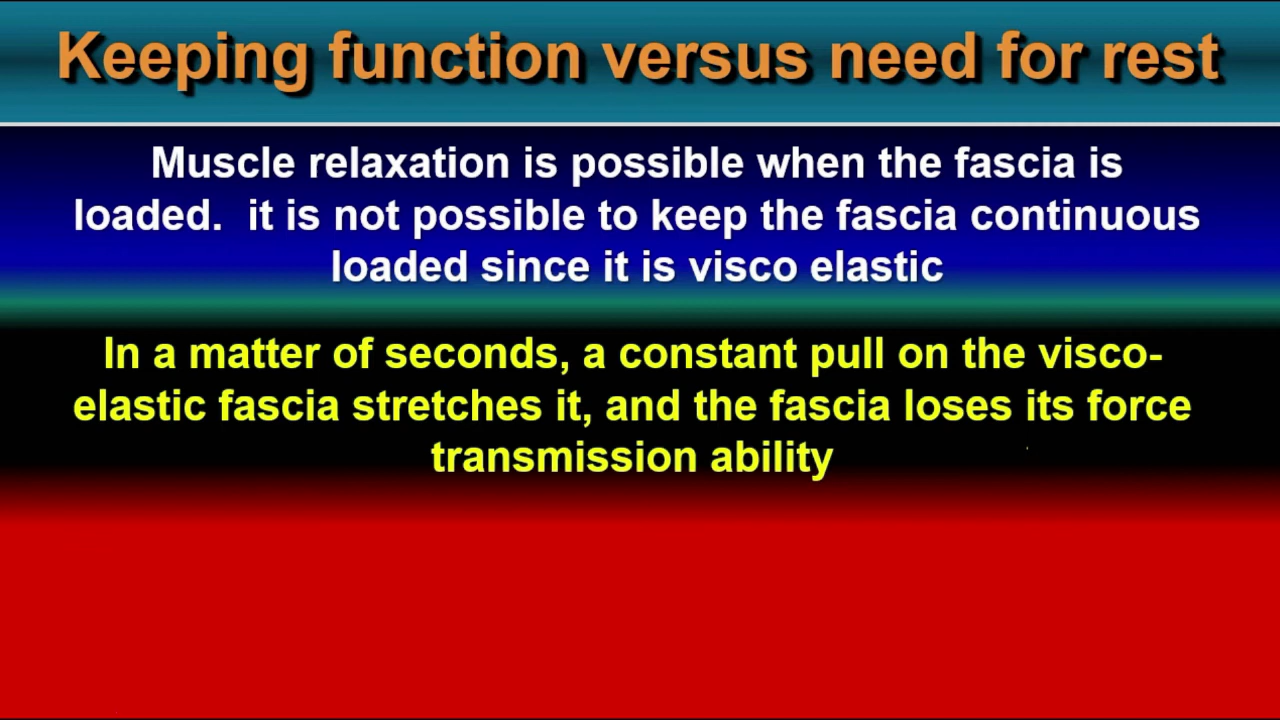 Keeping function versus need for rest
Muscle relaxation is possible when the fascia is
loaded.  it is not possible to keep the fascia continuous
loaded since it is visco elastic
In a matter of seconds, a constant pull on the visco-
elastic fascia stretches it, and the fascia loses its force
transmission ability